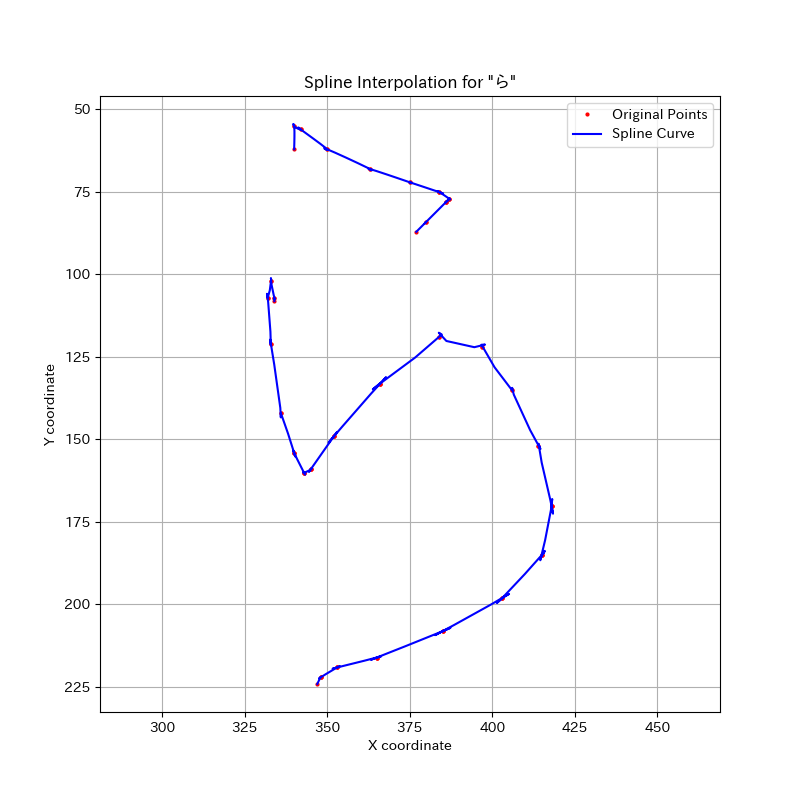 Spline Interpolation for "ら"
Original Points
Spline Curve
Y coordinate
50
75
100
125
150
175
200
225
300
325
350
375
400
425
450
X coordinate
ら